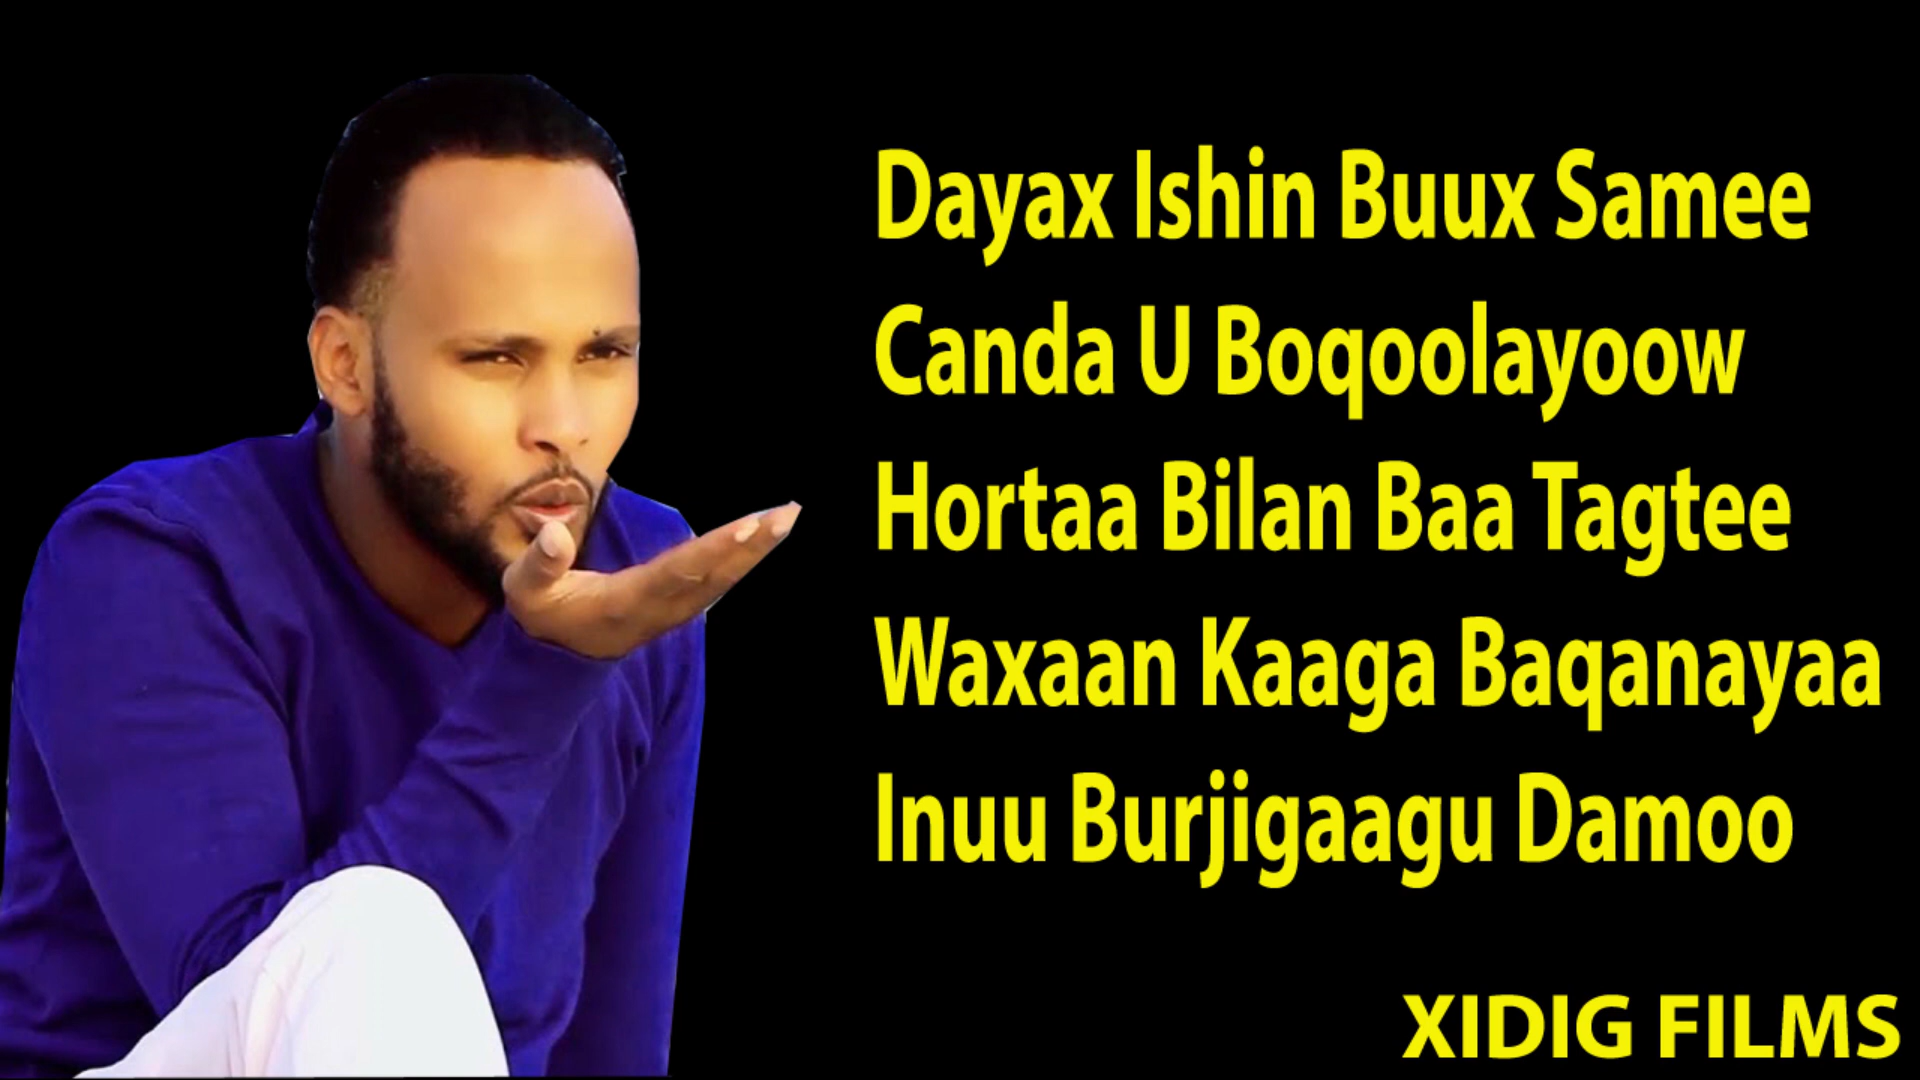 Dayax Ishin Buux Samee
Canda U Boqoolayoow
Hortaa Bilan Baa Tagtee
Waxaan Kaaga Baqanayaa
Inuu Burjigaagu Damoo
XIDIG FILMS